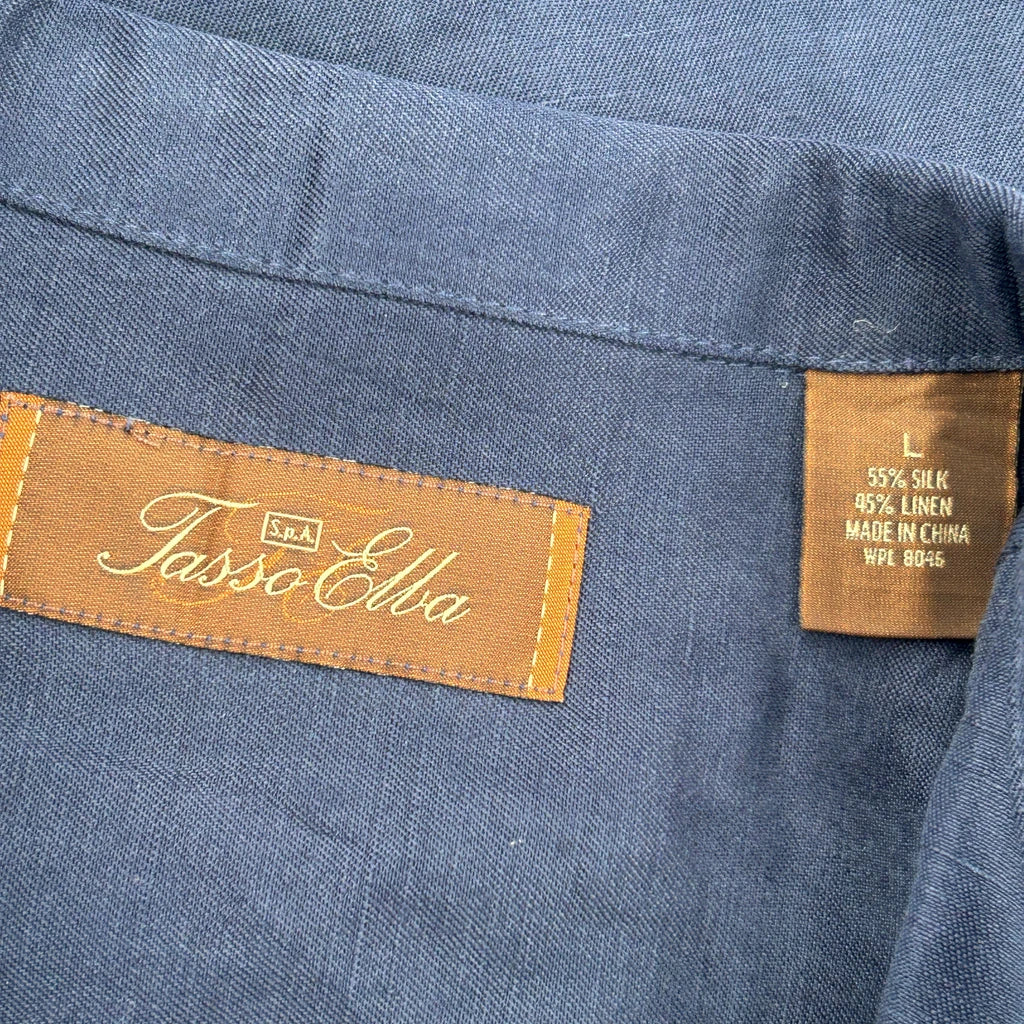 S.p.A.
Tasso Elba
L
55% SILK
45% LINEN
MADE IN CHINA
WPL 8046